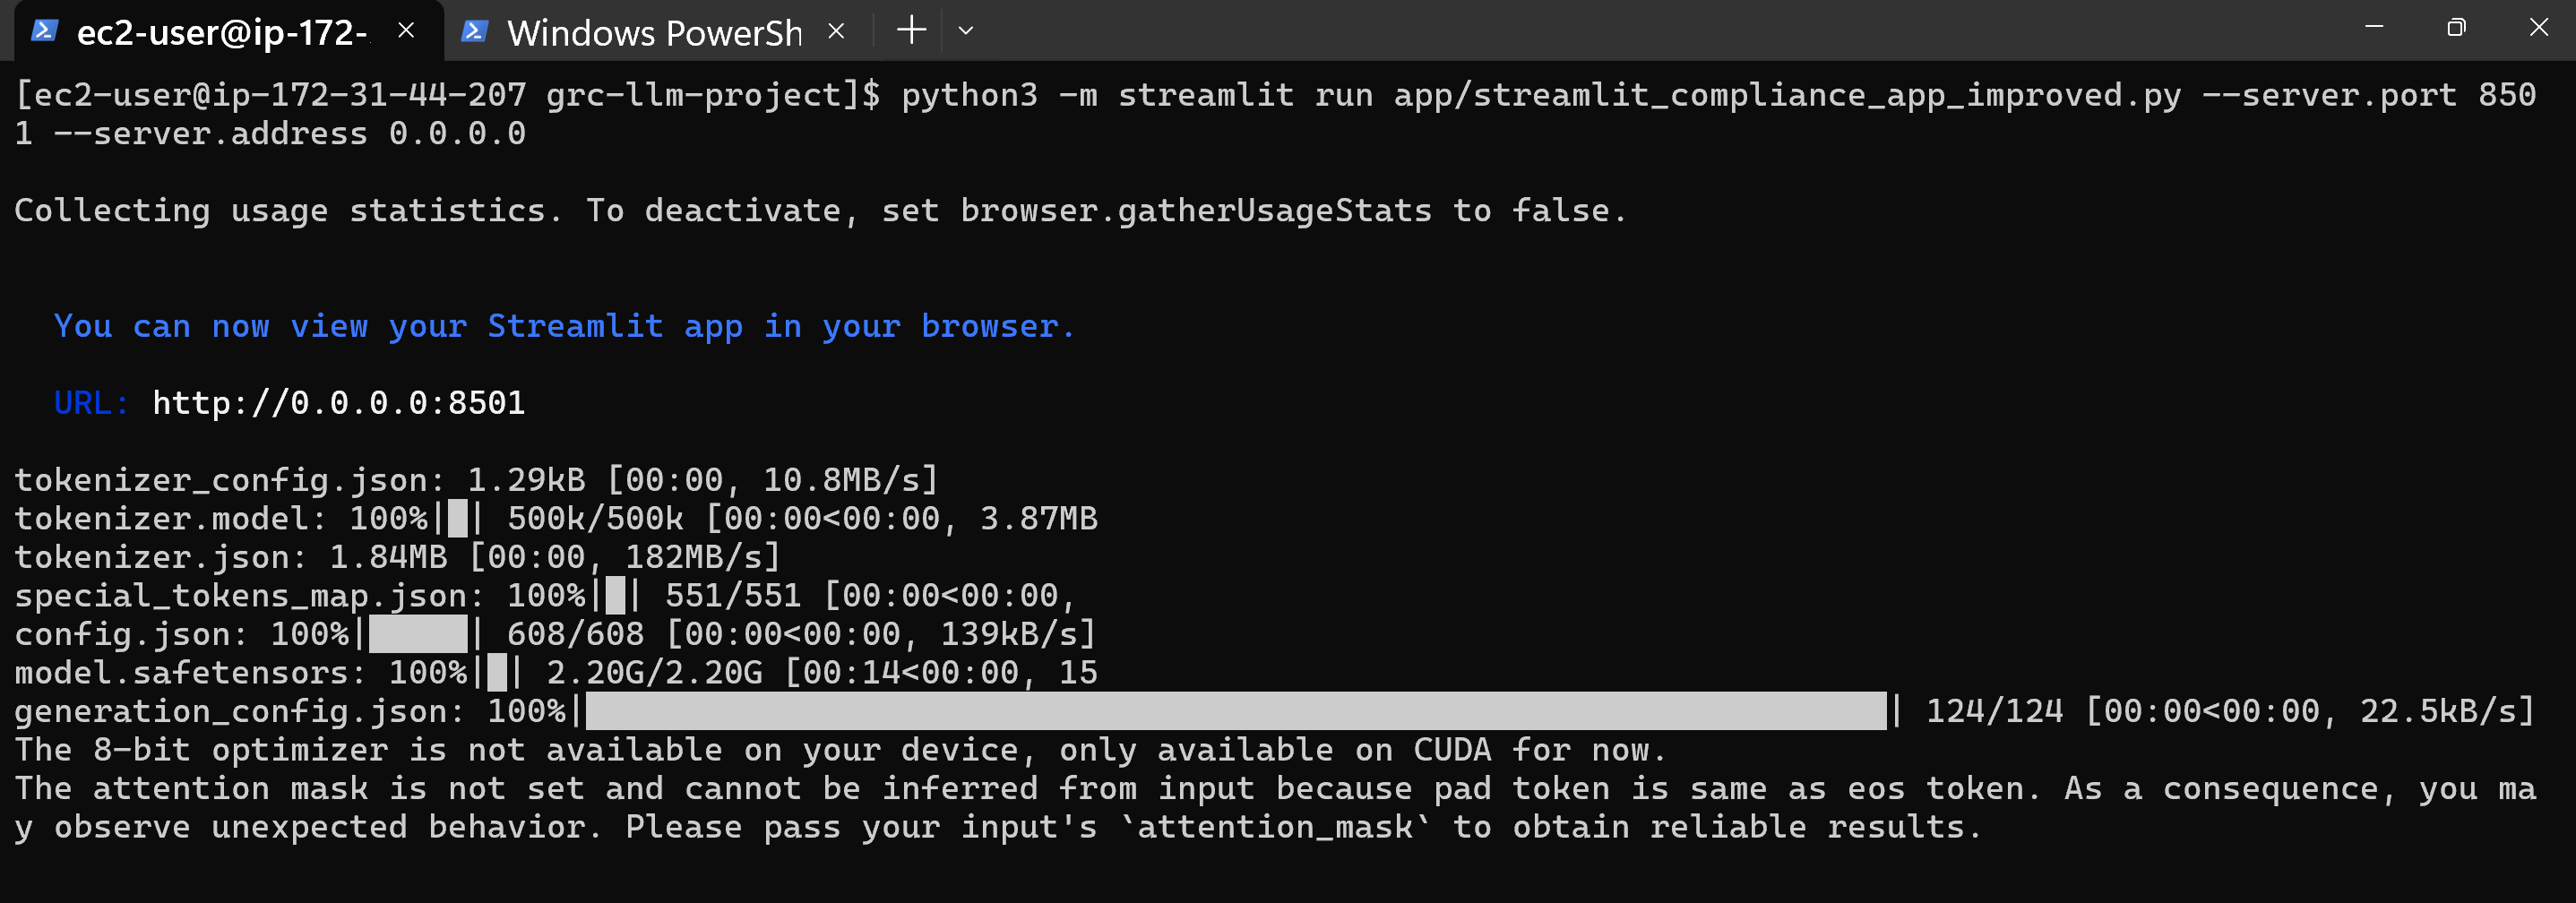 ec2-user@ip-172-
Windows PowerSh
[ec2-user@ip-172-31-44-207 grc-llm-project]$ python3 -m streamlit run app/streamlit_compliance_app_improved.py --server.port 850
1 --server.address 0.0.0.0
Collecting usage statistics. To deactivate, set browser.gatherUsageStats to false.
You can now view your Streamlit app in your browser.
URL: http://0.0.0.0:8501
tokenizer_config.json: 1.29kB [00:00, 10.8MB/s]
tokenizer.model: 100%|█| 500k/500k [00:00<00:00, 3.87MB
tokenizer.json: 1.84MB [00:00, 182MB/s]
special_tokens_map.json: 100%|█| 551/551 [00:00<00:00,
config.json: 100%|█████| 608/608 [00:00<00:00, 139kB/s]
model.safetensors: 100%|█| 2.20G/2.20G [00:14<00:00, 15
generation_config.json: 100%|██████████████████████████████████████████████████████████████████| 124/124 [00:00<00:00, 22.5kB/s]
The 8-bit optimizer is not available on your device, only available on CUDA for now.
The attention mask is not set and cannot be inferred from input because pad token is same as eos token. As a consequence, you ma
y observe unexpected behavior. Please pass your input's `attention_mask` to obtain reliable results.